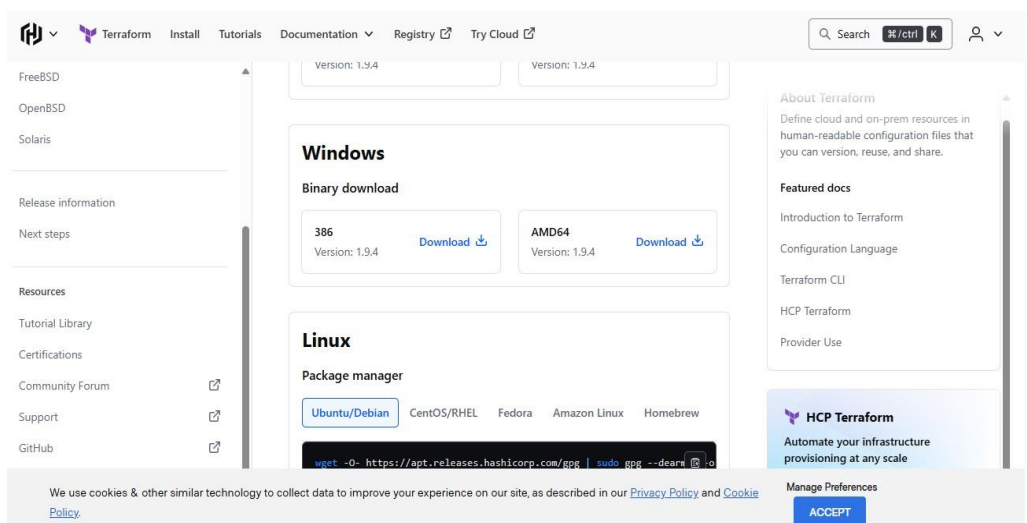 Terraform Install Tutorials Documentation Registry Try Cloud Search ⌘/ctrl K
FreeBSD
OpenBSD
Solaris
Release information
Next steps
Resources
Tutorial Library
Certifications
Community Forum
Support
GitHub
Version: 1.9.4 Version: 1.9.4
Windows
Binary download
386
Version: 1.9.4
Download
AMD64
Version: 1.9.4
Download
Linux
Package manager
Ubuntu/Debian CentOS/RHEL Fedora Amazon Linux Homebrew
wget -O- https://apt.releases.hashicorp.com/gpg | sudo gpg --dearm
About Terraform
Define cloud and on-prem resources in
human-readable configuration files that
you can version, reuse, and share.
Featured docs
Introduction to Terraform
Configuration Language
Terraform CLI
HCP Terraform
Provider Use
HCP Terraform
Automate your infrastructure
provisioning at any scale
We use cookies & other similar technology to collect data to improve your experience on our site, as described in our Privacy Policy and Cookie
Policy.
Manage Preferences
ACCEPT